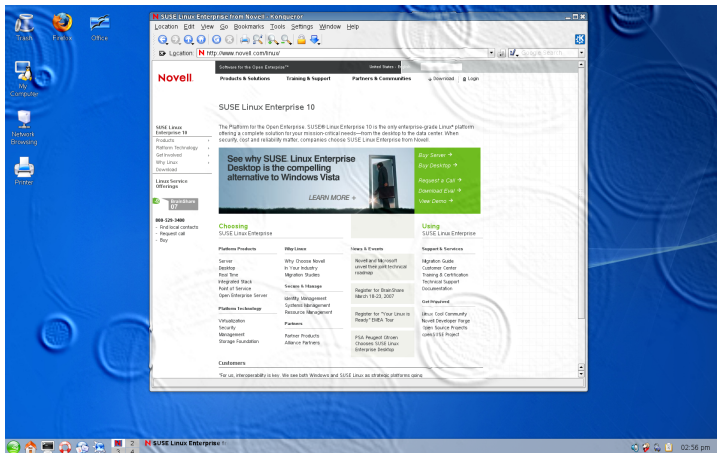 SUSE Linux Enterprise from Novell - Konqueror
Location Edit View Go Bookmarks Tools Settings Window Help
Location: N http://www.novell.com/linux/
Trash
Firefox
Office
My
Computer
Network
Browsing
Printer
Software for the Open Enterprise™ United States -
Novell.
Products & Solutions Training & Support Partners & Communities Download Login
SUSE Linux Enterprise 10
The Platform for the Open Enterprise. SUSE® Linux Enterprise 10 is the only enterprise-grade Linux* platform
offering a complete solution for your mission-critical needs—from the desktop to the data center. When
security, cost and reliability matter, companies choose SUSE Linux Enterprise from Novell.
SUSE Linux
Enterprise 10
Products
Platform Technology
Get Involved
Why Linux
Download
Linux Service
Offerings
BrainShare
07
800-529-3400
Find local contacts
Request call
Buy
See why SUSE. Linux Enterprise
Desktop is the compelling
alternative to Windows Vista
LEARN MORE
Buy Server
Buy Desktop
Request a Call
Download Eval
View Demo
Choosing
SUSE Linux Enterprise
Using
SUSE Linux Enterprise
Platform Products
Server
Desktop
Real Time
Integrated Stack
Point of Service
Open Enterprise Server
Platform Technology
Virtualization
Security
Management
Storage Foundation
Why Linux
Why Choose Novell
In Your Industry
Migration Studies
Secure & Manage
Identity Management
Systems Management
Resource Management
Partners
Partner Products
Alliance Partners
News & Events
Novell and Microsoft
unveil their joint technical
roadmap
Register for BrainShare
March 18-23, 2007
Register for "Your Linux is
Ready" EMEA Tour
PSA Peugeot Citroen
Chooses SUSE Linux
Enterprise Desktop
Support & Services
Migration Guide
Customer Center
Training & Certification
Technical Support
Documentation
Get Inspired
Linux Cool Community
Novell Developer Forge
Open Source Projects
openSUSE Project
Customers
"For us, interoperability is key. We see both Windows and SUSE Linux as strategic platforms going
N SUSE Linux Enterprise
2
3 4
02:56 pm